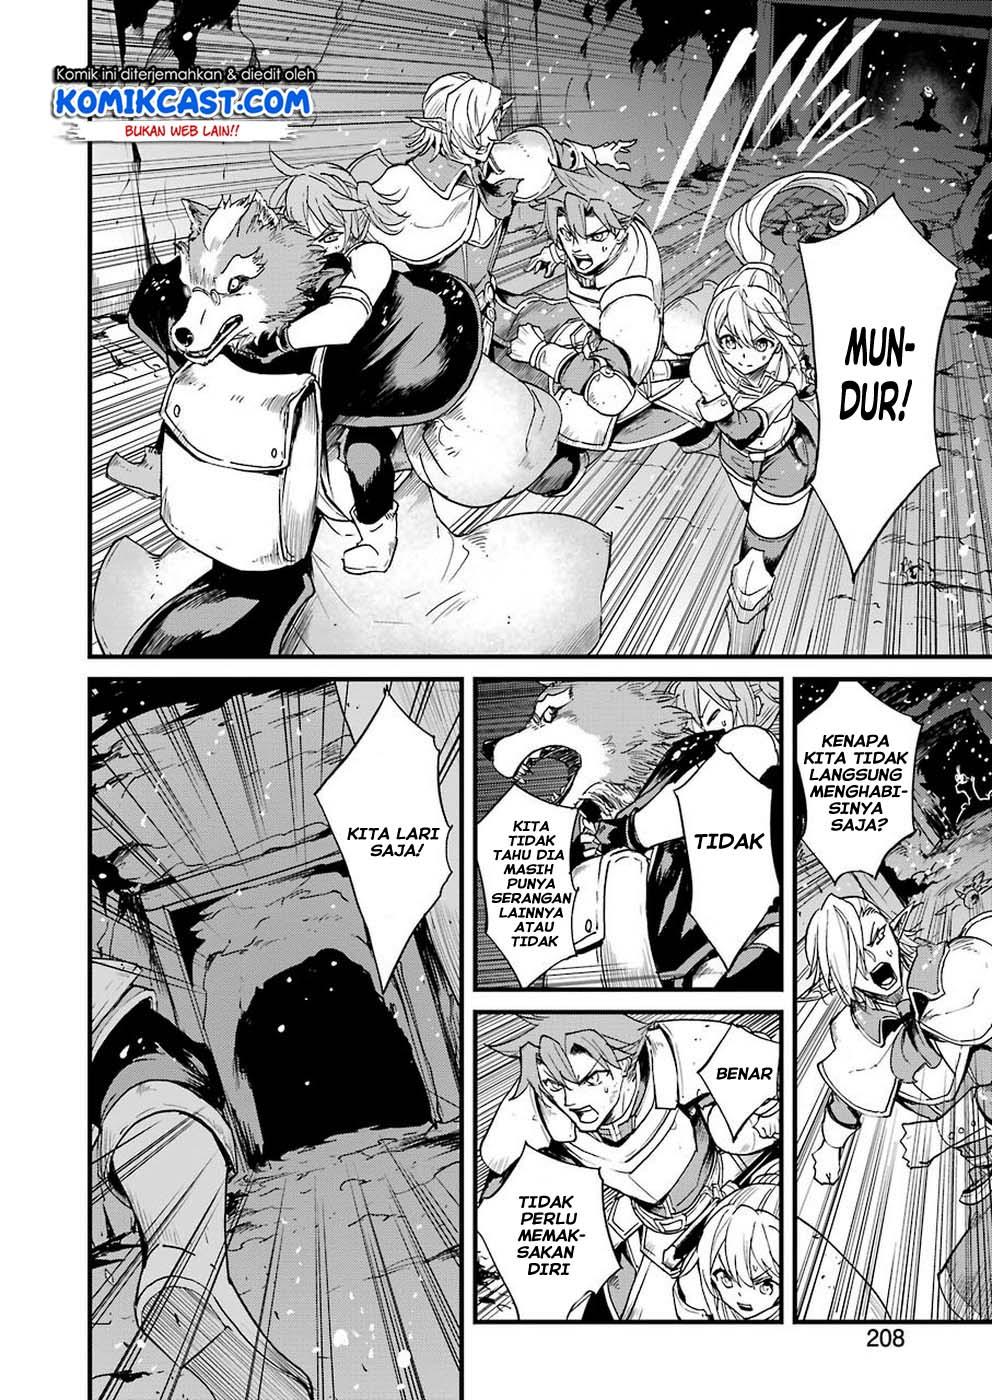 Komik ini diterjemahkan & diedit oleh
KOMIKCAST.COM
BUKAN WEB LAIN!!
MUN-
DUR!
KENAPA
KITA TIDAK
LANGSUNG
MENGHABI-
SINYA
SAJA?
TIDAK
KITA
TIDAK
TAHU DIA
MASIH
PUNYA
SERANGAN
LAINNYA
ATAU
TIDAK
BENAR
TIDAK
PERLU
MEMAK-
SAKAN
DIRI
KITA LARI
SAJA!
208